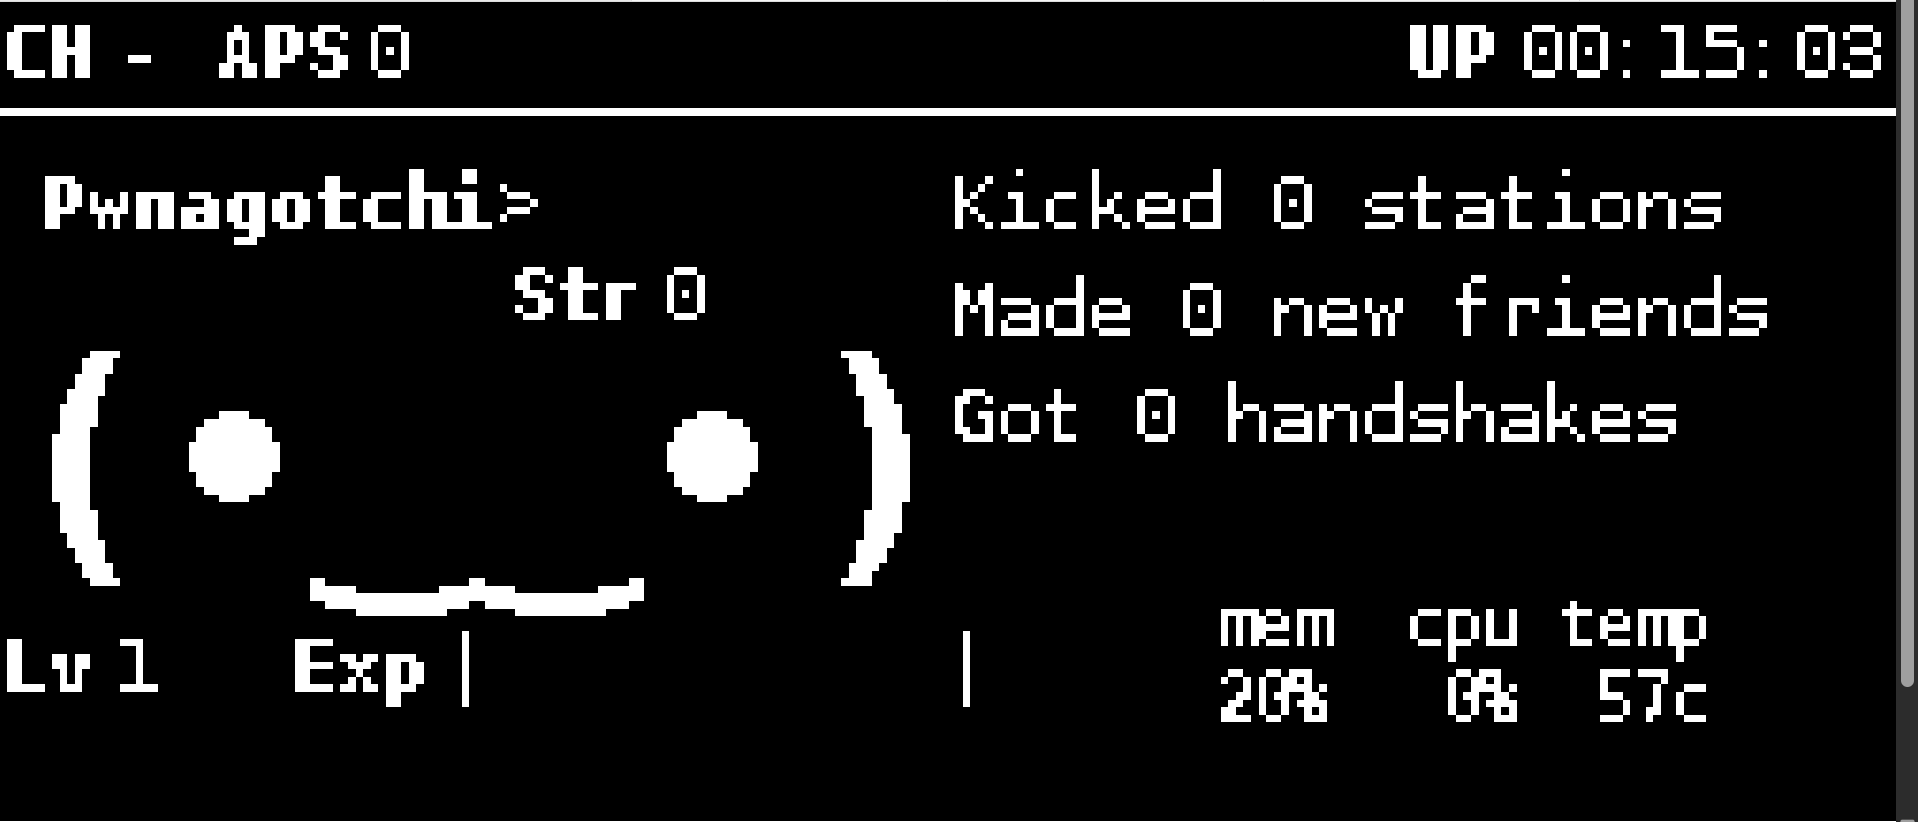 CH - APS 0 UP 00:15:03
Pwnagotchi>
Kicked 0 stations
Str 0
Made 0 new friends
Got 0 handshakes
Lv 1 Exp | |
mem cpu temp
20% 0% 57c